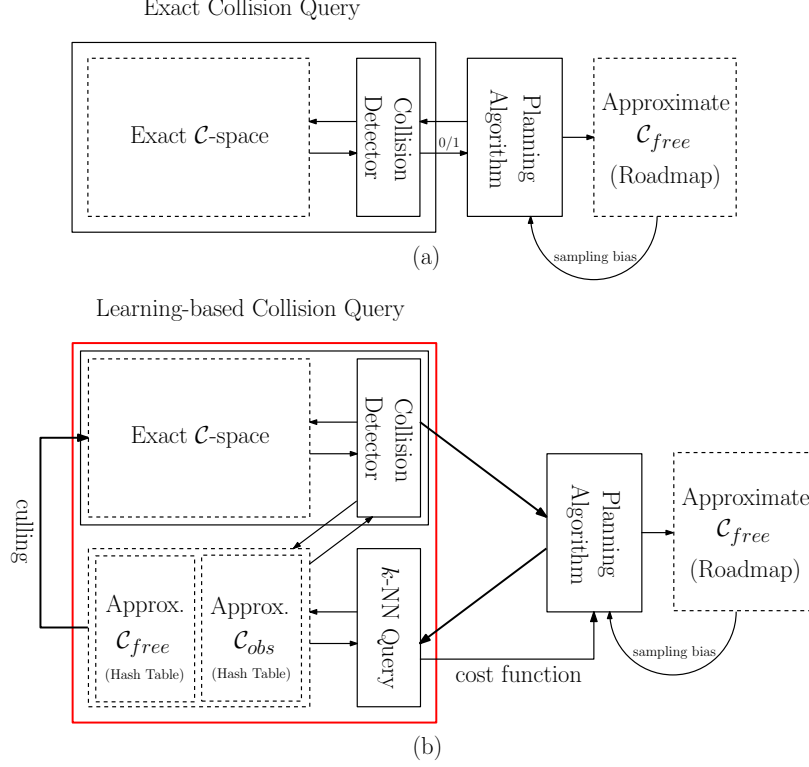 Exact Collision Query
Exact C-space
Collision
Detector
0/1
Planning
Algorithm
Approximate
C_free
(Roadmap)
sampling bias
(a)
Learning-based Collision Query
Exact C-space
Collision
Detector
culling
Approx.
C_free
(Hash Table)
Approx.
C_obs
(Hash Table)
k-NN Query
cost function
Planning
Algorithm
Approximate
C_free
(Roadmap)
sampling bias
(b)